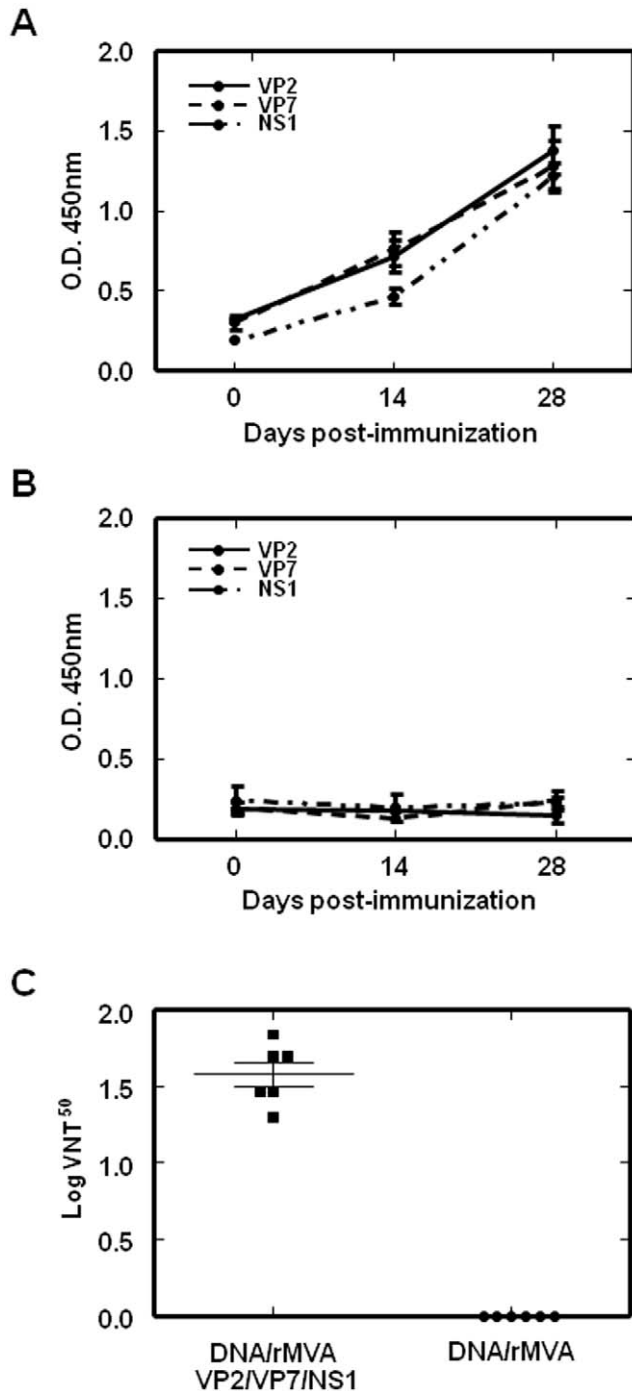 A
2.0
1.5
1.0
0.5
0.0
O.D. 450nm
VP2
VP7
NS1
0 14 28
Days post-immunization
B
2.0
1.5
1.0
0.5
0.0
O.D. 450nm
VP2
VP7
NS1
0 14 28
Days post-immunization
C
2.0
1.5
1.0
0.5
0.0
Log VNT⁵⁰
DNA/rMVA
VP2/VP7/NS1
DNA/rMVA